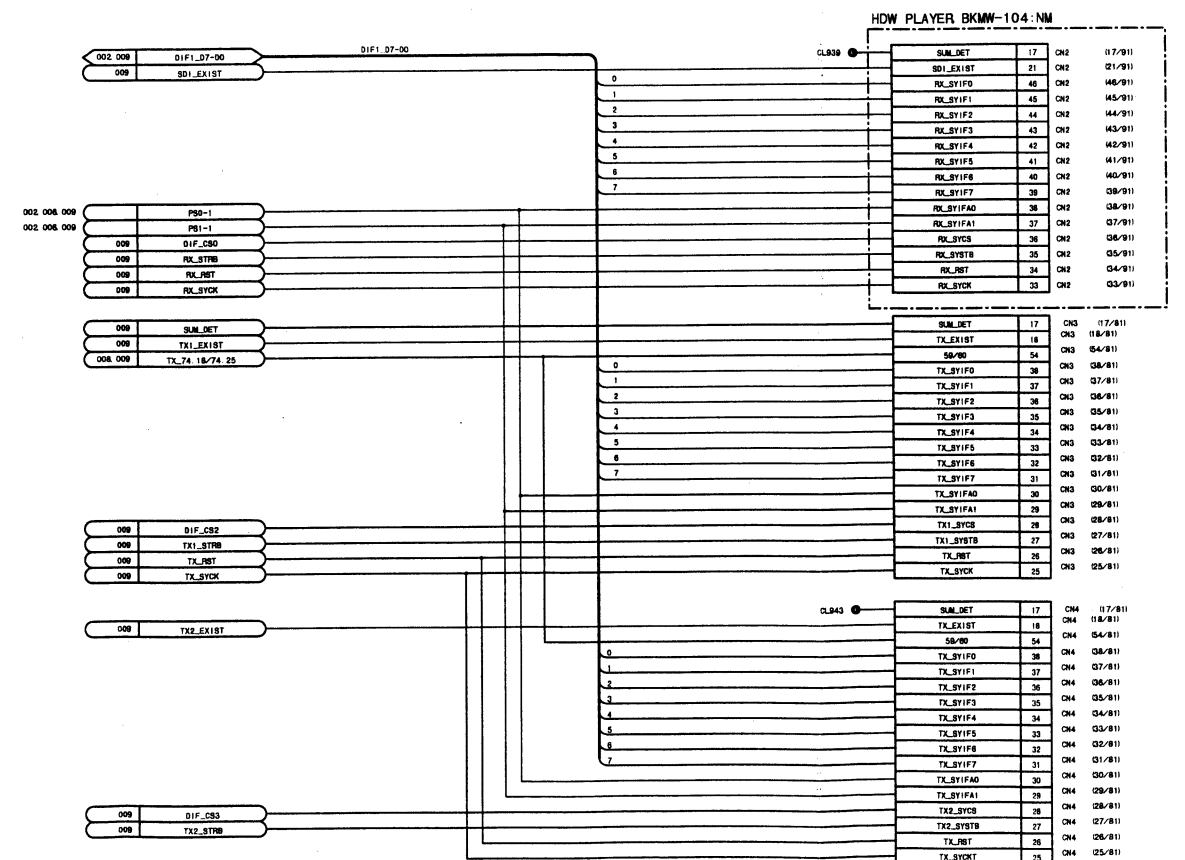 HDW PLAYER BKMW-104:NM
002 009 DIF1_D7-00 DIF1_D7-00 CL939 SUM_DET 17 CN2 (17/91)
009 SDI_EXIST SDI_EXIST 21 CN2 (21/91)
0 RX_SYIF0 46 CN2 (46/91)
1 RX_SYIF1 45 CN2 (45/91)
2 RX_SYIF2 44 CN2 (44/91)
3 RX_SYIF3 43 CN2 (43/91)
4 RX_SYIF4 42 CN2 (42/91)
5 RX_SYIF5 41 CN2 (41/91)
6 RX_SYIF6 40 CN2 (40/91)
7 RX_SYIF7 39 CN2 (39/91)
002 006 009 PS0-1 RX_SYIFA0 38 CN2 (38/91)
002 006 009 PS1-1 RX_SYIFA1 37 CN2 (37/91)
009 DIF_CS0 RX_SYCS 36 CN2 (36/91)
009 RX_STRB RX_SYSTB 35 CN2 (35/91)
009 RX_RST RX_RST 34 CN2 (34/91)
009 RX_SYCK RX_SYCK 33 CN2 (33/91)
009 SUM_DET SUM_DET 17 CN3 (17/81)
009 TX1_EXIST TX_EXIST 18 CN3 (18/81)
008 009 TX_74.18/74.25 59/60 54 CN3 (54/81)
0 TX_SYIF0 38 CN3 (38/81)
1 TX_SYIF1 37 CN3 (37/81)
2 TX_SYIF2 36 CN3 (36/81)
3 TX_SYIF3 35 CN3 (35/81)
4 TX_SYIF4 34 CN3 (34/81)
5 TX_SYIF5 33 CN3 (33/81)
6 TX_SYIF6 32 CN3 (32/81)
7 TX_SYIF7 31 CN3 (31/81)
TX_SYIFA0 30 CN3 (30/81)
TX_SYIFA1 29 CN3 (29/81)
009 DIF_CS2 TX1_SYCS 28 CN3 (28/81)
009 TX1_STRB TX1_SYSTB 27 CN3 (27/81)
009 TX_RST TX_RST 26 CN3 (26/81)
009 TX_SYCK TX_SYCK 25 CN3 (25/81)
CL943 SUM_DET 17 CN4 (17/81)
009 TX2_EXIST TX_EXIST 18 CN4 (18/81)
59/60 54 CN4 (54/81)
0 TX_SYIF0 38 CN4 (38/81)
1 TX_SYIF1 37 CN4 (37/81)
2 TX_SYIF2 36 CN4 (36/81)
3 TX_SYIF3 35 CN4 (35/81)
4 TX_SYIF4 34 CN4 (34/81)
5 TX_SYIF5 33 CN4 (33/81)
6 TX_SYIF6 32 CN4 (32/81)
7 TX_SYIF7 31 CN4 (31/81)
TX_SYIFA0 30 CN4 (30/81)
TX_SYIFA1 29 CN4 (29/81)
009 DIF_CS3 TX2_SYCS 28 CN4 (28/81)
009 TX2_STRB TX2_SYSTB 27 CN4 (27/81)
TX_RST 26 CN4 (26/81)
TX_SYCKT 25 CN4 (25/81)